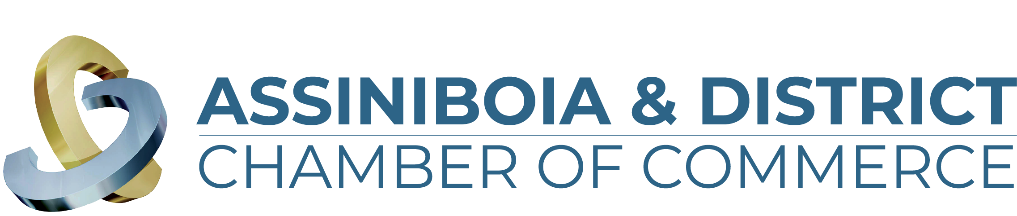 ASSINIBOIA & DISTRICT
CHAMBER OF COMMERCE